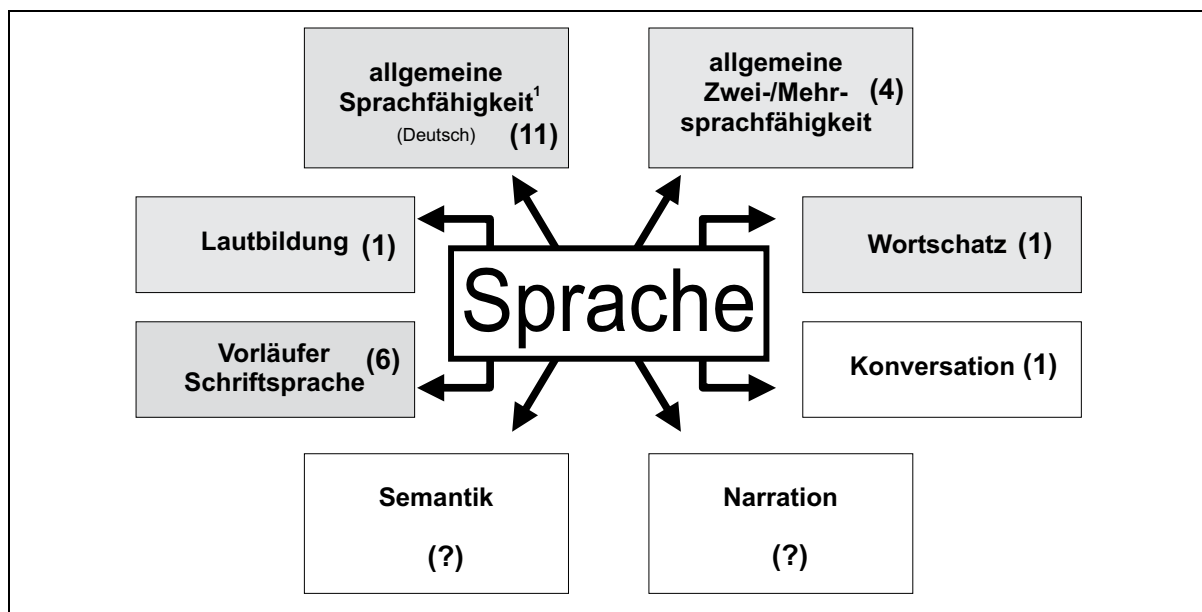 allgemeine
Sprachfähigkeit¹
(Deutsch) (11)
allgemeine
Zwei-/Mehr- (4)
sprachfähigkeit
Lautbildung (1)
Wortschatz (1)
Sprache
Vorläufer (6)
Schriftsprache
Konversation (1)
Semantik
(?)
Narration
(?)